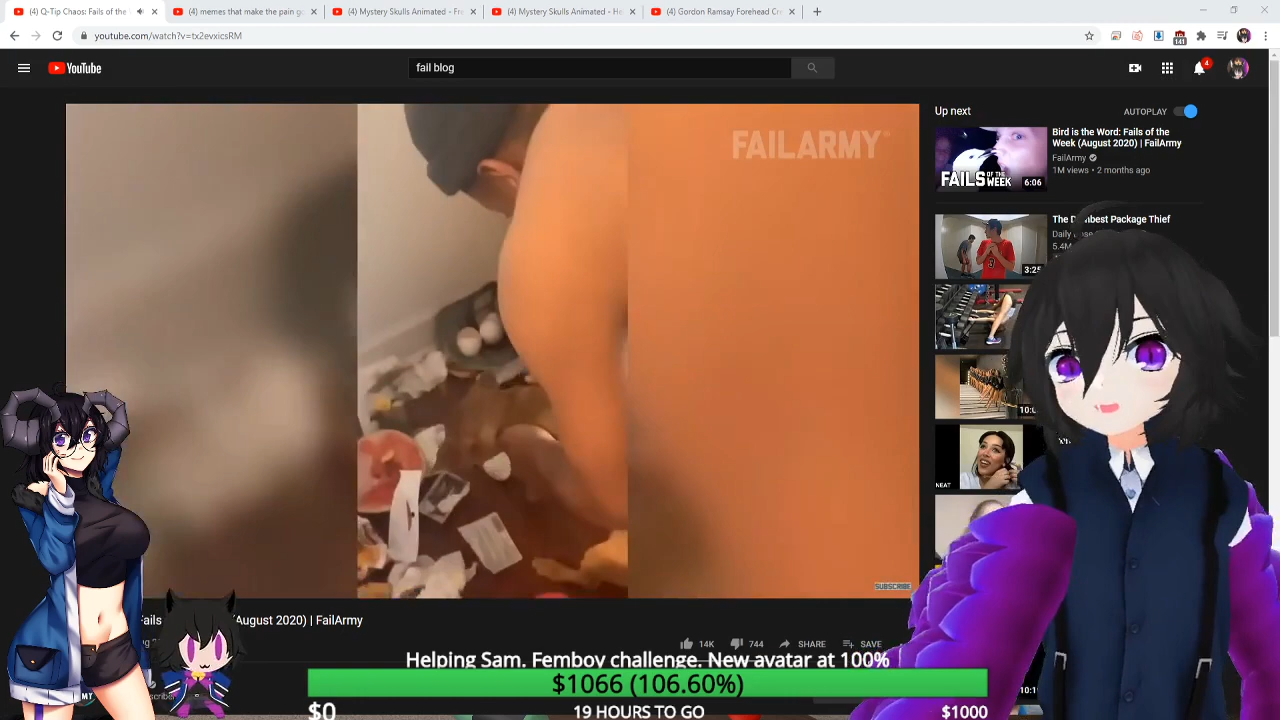 (4) Q-Tip Chaos: Fails of the
(4) memes that make the pain go
(4) Mystery Skulls Animated - Fr
(4) Mystery Skulls Animated - He
(4) Gordon Ramsay Forehead Cr
youtube.com/watch?v=tx2evxicsRM
141
YouTube
fail blog
4
FAILARMY
SUBSCRIBE
Up next
AUTOPLAY
Bird is the Word: Fails of the
Week (August 2020) | FailArmy
FailArmy
1M views • 2 months ago
FAILS OF THE WEEK
6:06
Package Thief
3:25
NEAT
Fails
(August 2020) | FailArmy
14K
744
SHARE
SAVE
Helping Sam. Femboy challenge. New avatar at 100%
$1066 (106.60%)
$0
19 HOURS TO GO
$1000